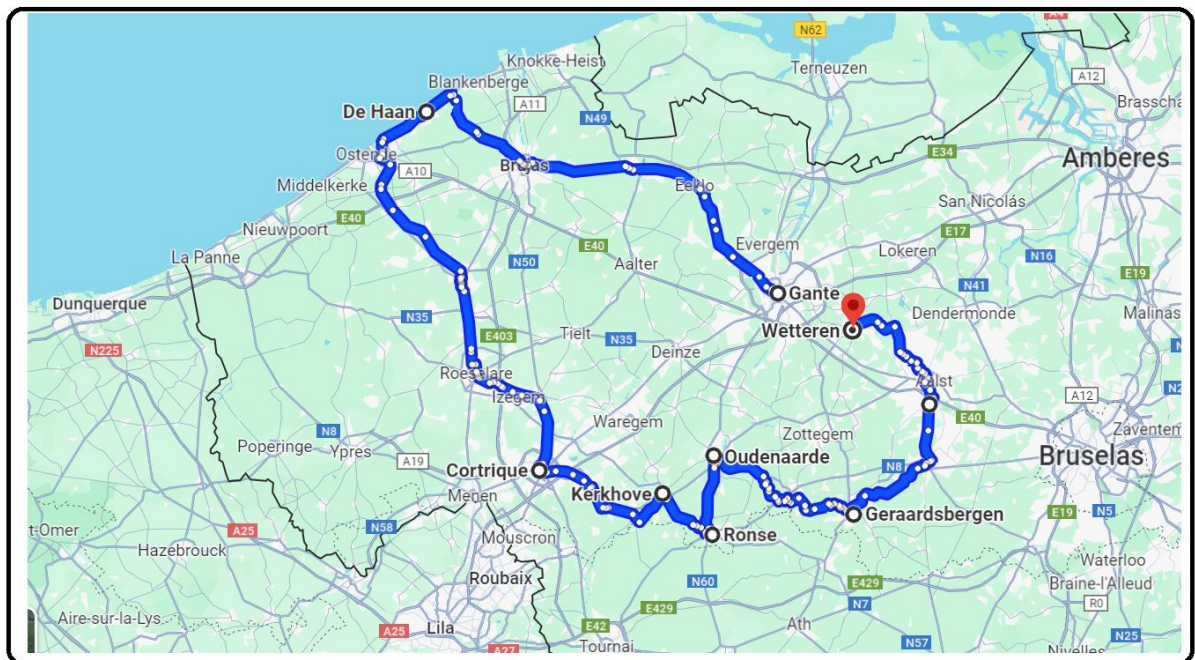 N62
Knokke-Heist
Terneuzen
Blankenberge
A12
De Haan
A11
Brasscha
N49
Ostende
E34
Amberes
A10
Brujas
Middelkerke
Eeklo
San Nicolás
E40
Nieuwpoort
E17
Evergem
E40
Lokeren
La Panne
N50
Aalter
N16
E19
Gante
N41
Dunquerque
Dendermonde
Malinas
N35
Wetteren
E403
Tielt
N35
N225
Deinze
Roeselare
Aalst
A12
Izegem
E40
Waregem
Zaventem
N8
Zottegem
Poperinge
Ypres
Bruselas
A19
Oudenaarde
N8
Cortrique
Kerkhove
Menen
E19
N5
t-Omer
N58
Geraardsbergen
A25
Ronse
Mouscron
Hazebrouck
Waterloo
Roubaix
N60
E429
Braine-l'Alleud
N7
R0
E429
Aire-sur-la-Lys
Ath
A25
Lila
E42
N25
N57
Tournai
A27
Nivelles